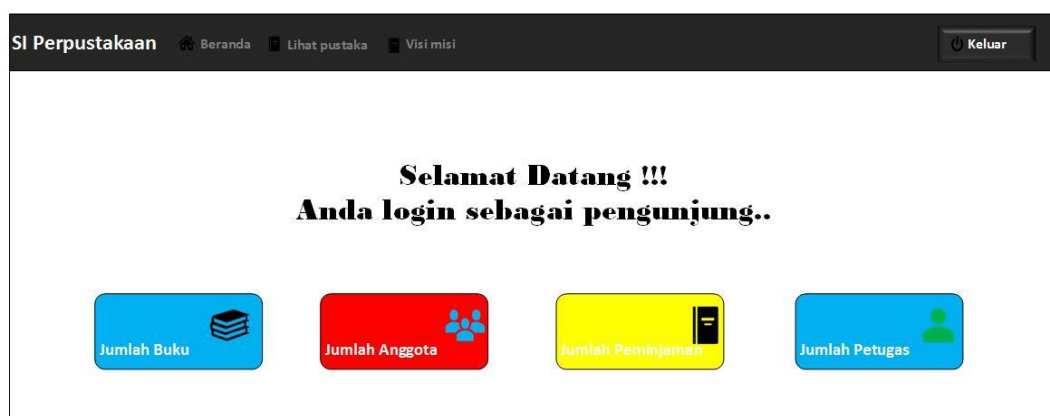 SI Perpustakaan Beranda Lihat pustaka Visi misi Keluar
Selamat Datang !!!
Anda login sebagai pengunjung..
Jumlah Buku Jumlah Anggota Jumlah Peminjaman Jumlah Petugas